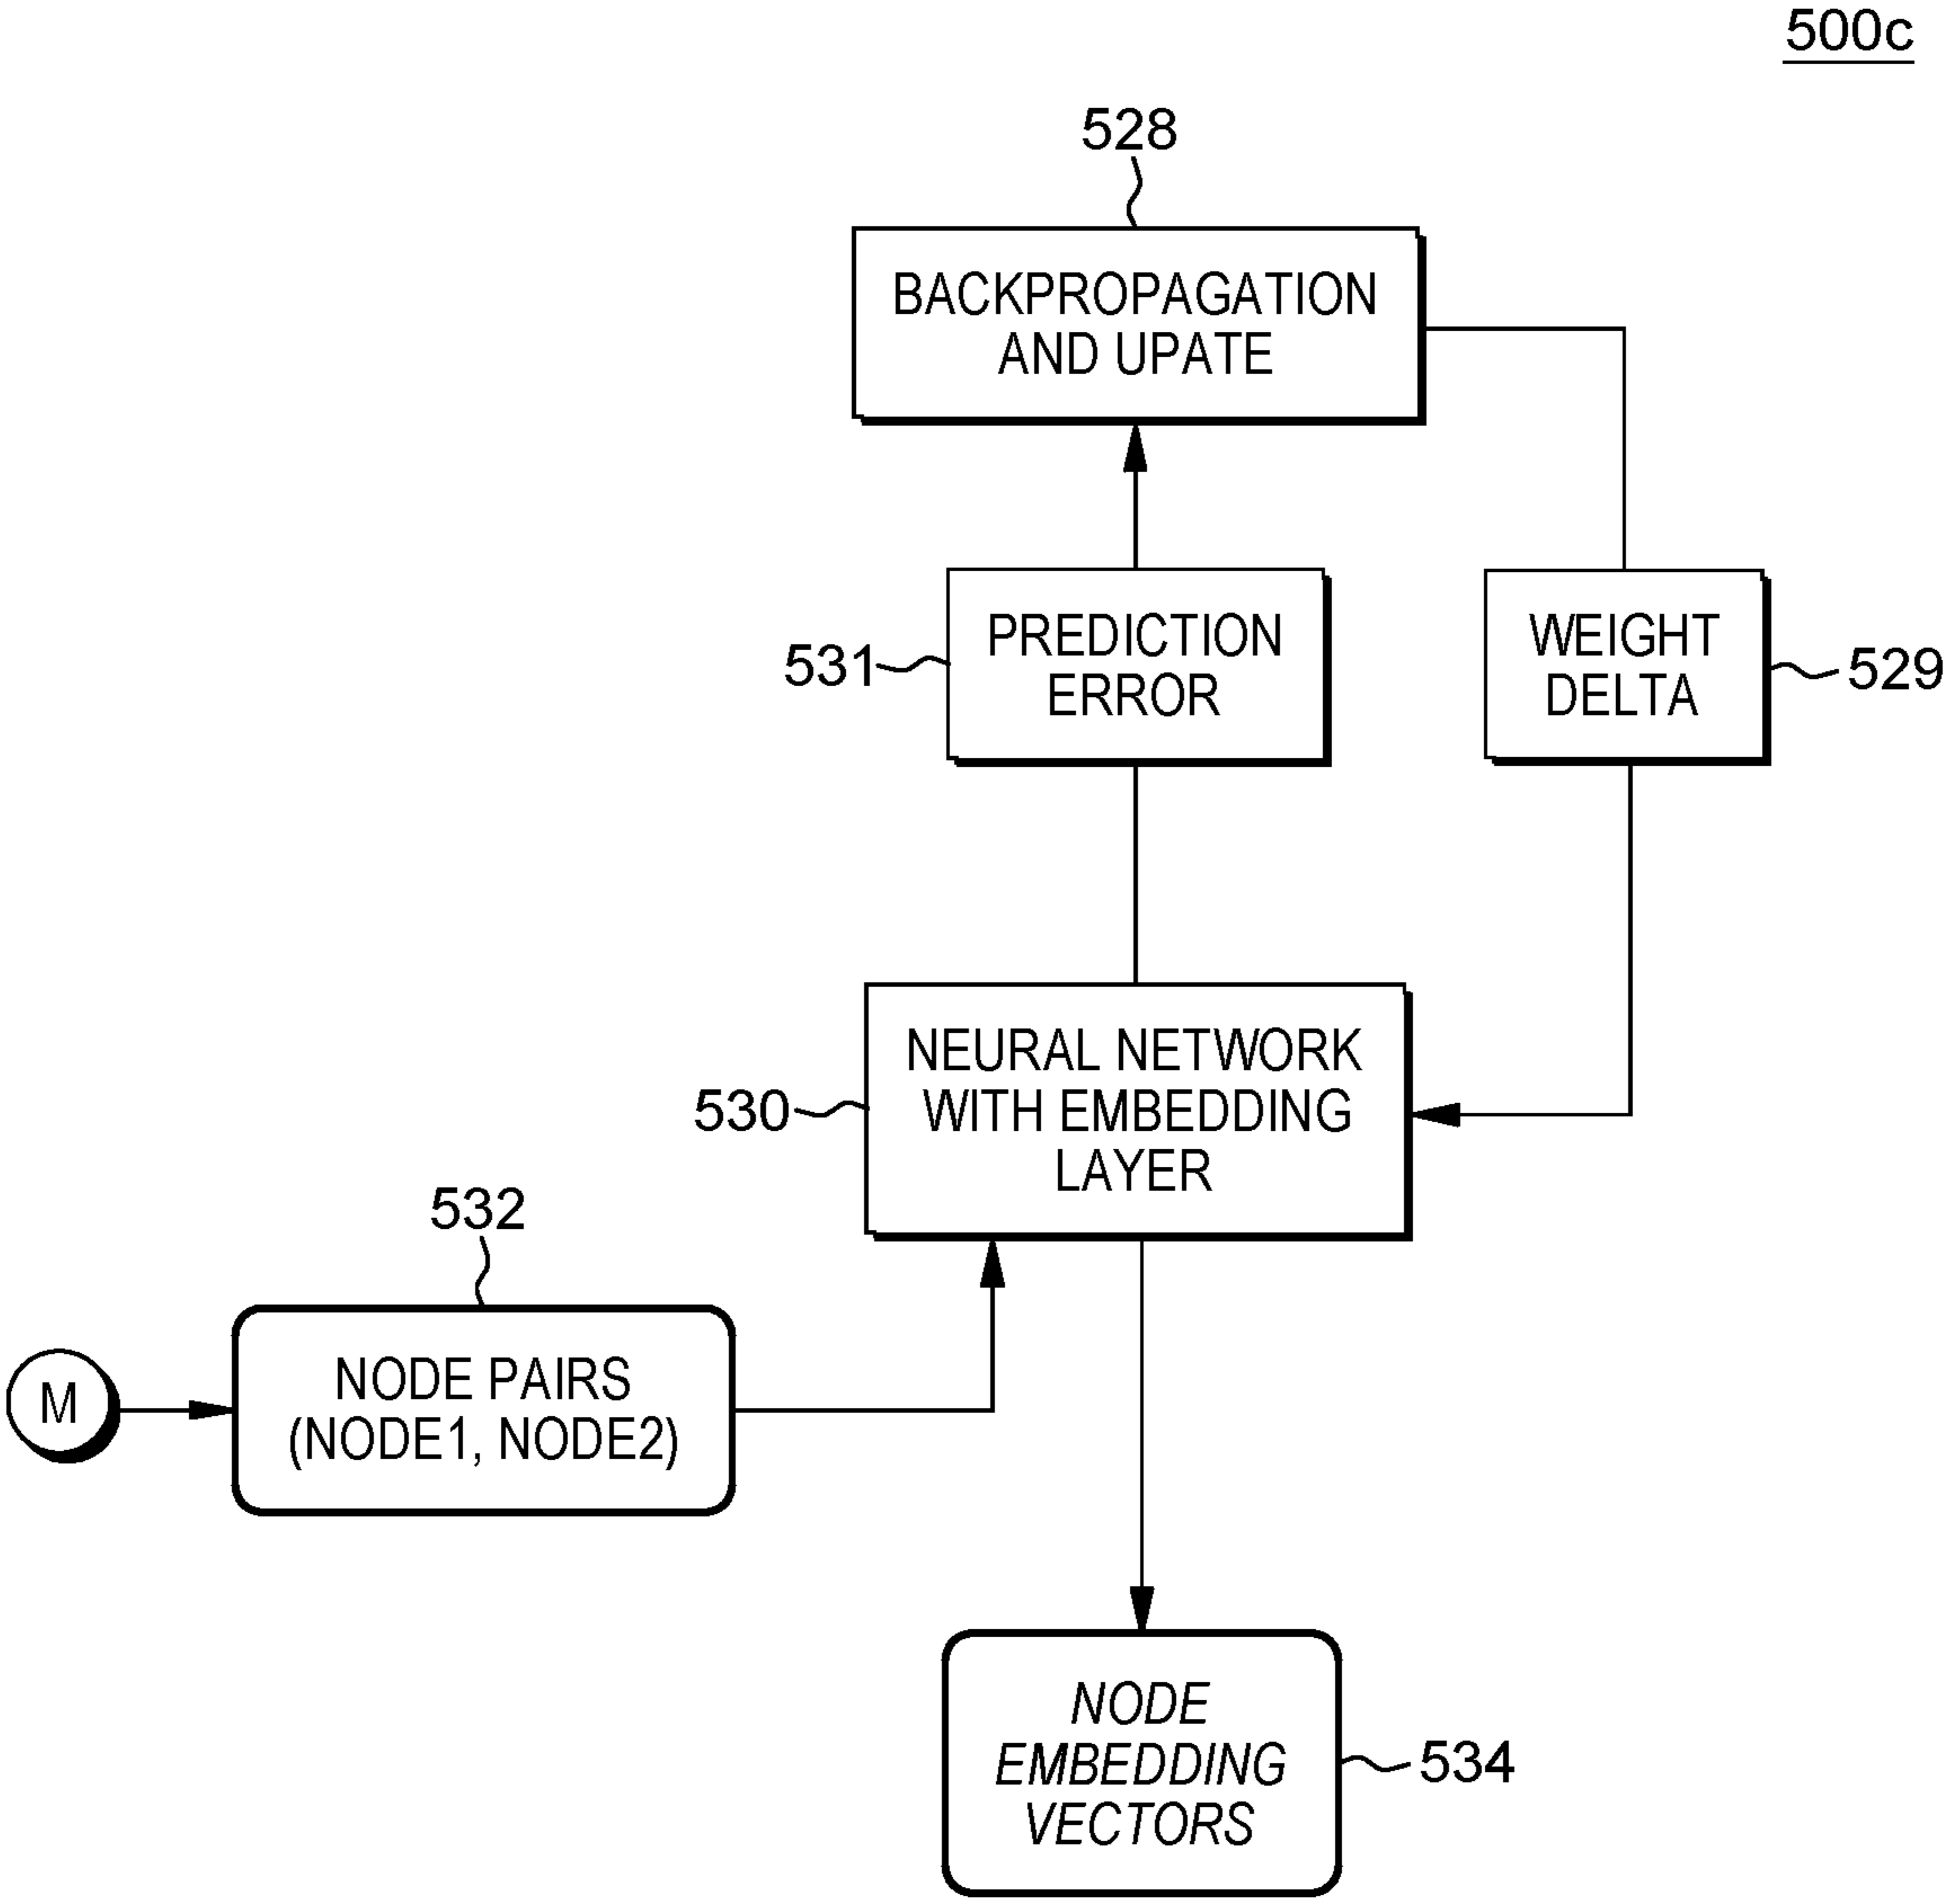 500c
528
BACKPROPAGATION
AND UPATE
531
PREDICTION
ERROR
WEIGHT
DELTA
529
530
NEURAL NETWORK
WITH EMBEDDING
LAYER
532
M
NODE PAIRS
(NODE1, NODE2)
NODE
EMBEDDING
VECTORS
534